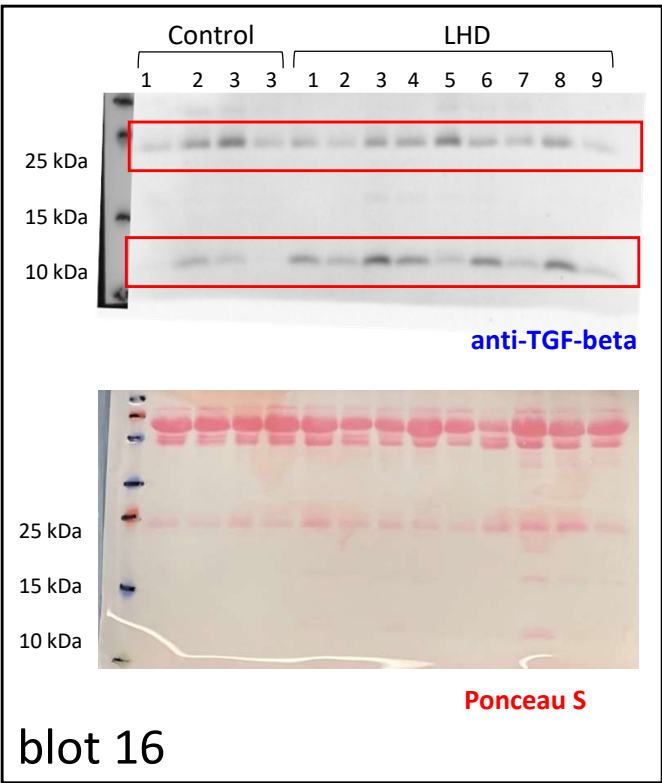 Control LHD
1 2 3 3 1 2 3 4 5 6 7 8 9
25 kDa
15 kDa
10 kDa
anti-TGF-beta
25 kDa
15 kDa
10 kDa
Ponceau S
blot 16